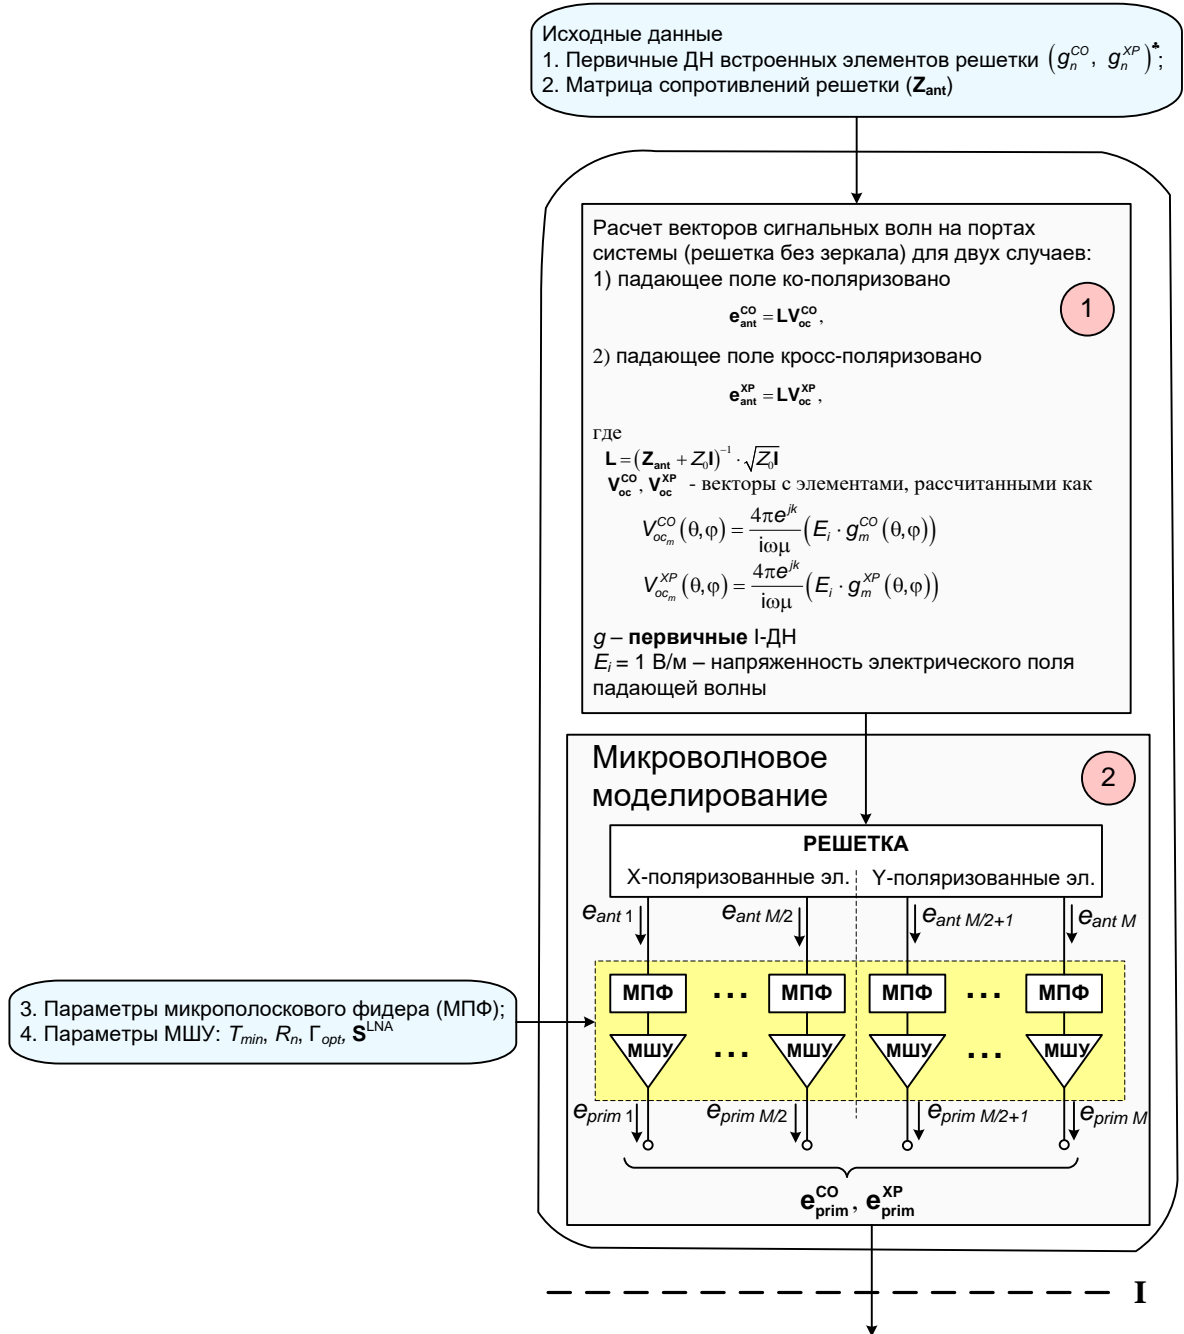 Исходные данные
1. Первичные ДН встроенных элементов решетки (g_n^CO, g_n^XP)^♣;
2. Матрица сопротивлений решетки (Z_ant)
Расчет векторов сигнальных волн на портах
системы (решетка без зеркала) для двух случаев:
1) падающее поле ко-поляризовано
1
e_ant^CO = LV_oc^CO,
2) падающее поле кросс-поляризовано
e_ant^XP = LV_oc^XP,
где
L = (Z_ant + Z_0 I)^-1 · √Z_0 I
V_oc^CO, V_oc^XP - векторы с элементами, рассчитанными как
V_oc_m^CO (θ,φ) = 4πe^jk / iωμ (E_i · g_m^CO (θ,φ))
V_oc_m^XP (θ,φ) = 4πe^jk / iωμ (E_i · g_m^XP (θ,φ))
g – первичные I-ДН
E_i = 1 В/м – напряженность электрического поля
падающей волны
Микроволновое
моделирование
2
РЕШЕТКА
X-поляризованные эл. Y-поляризованные эл.
e_ant 1 e_ant M/2 e_ant M/2+1 e_ant M
МПФ ... МПФ МПФ ... МПФ
3. Параметры микрополоскового фидера (МПФ);
4. Параметры МШУ: T_min, R_n, Γ_opt, S^LNA
МШУ ... МШУ МШУ ... МШУ
e_prim 1 e_prim M/2 e_prim M/2+1 e_prim M
e_prim^CO, e_prim^XP
I